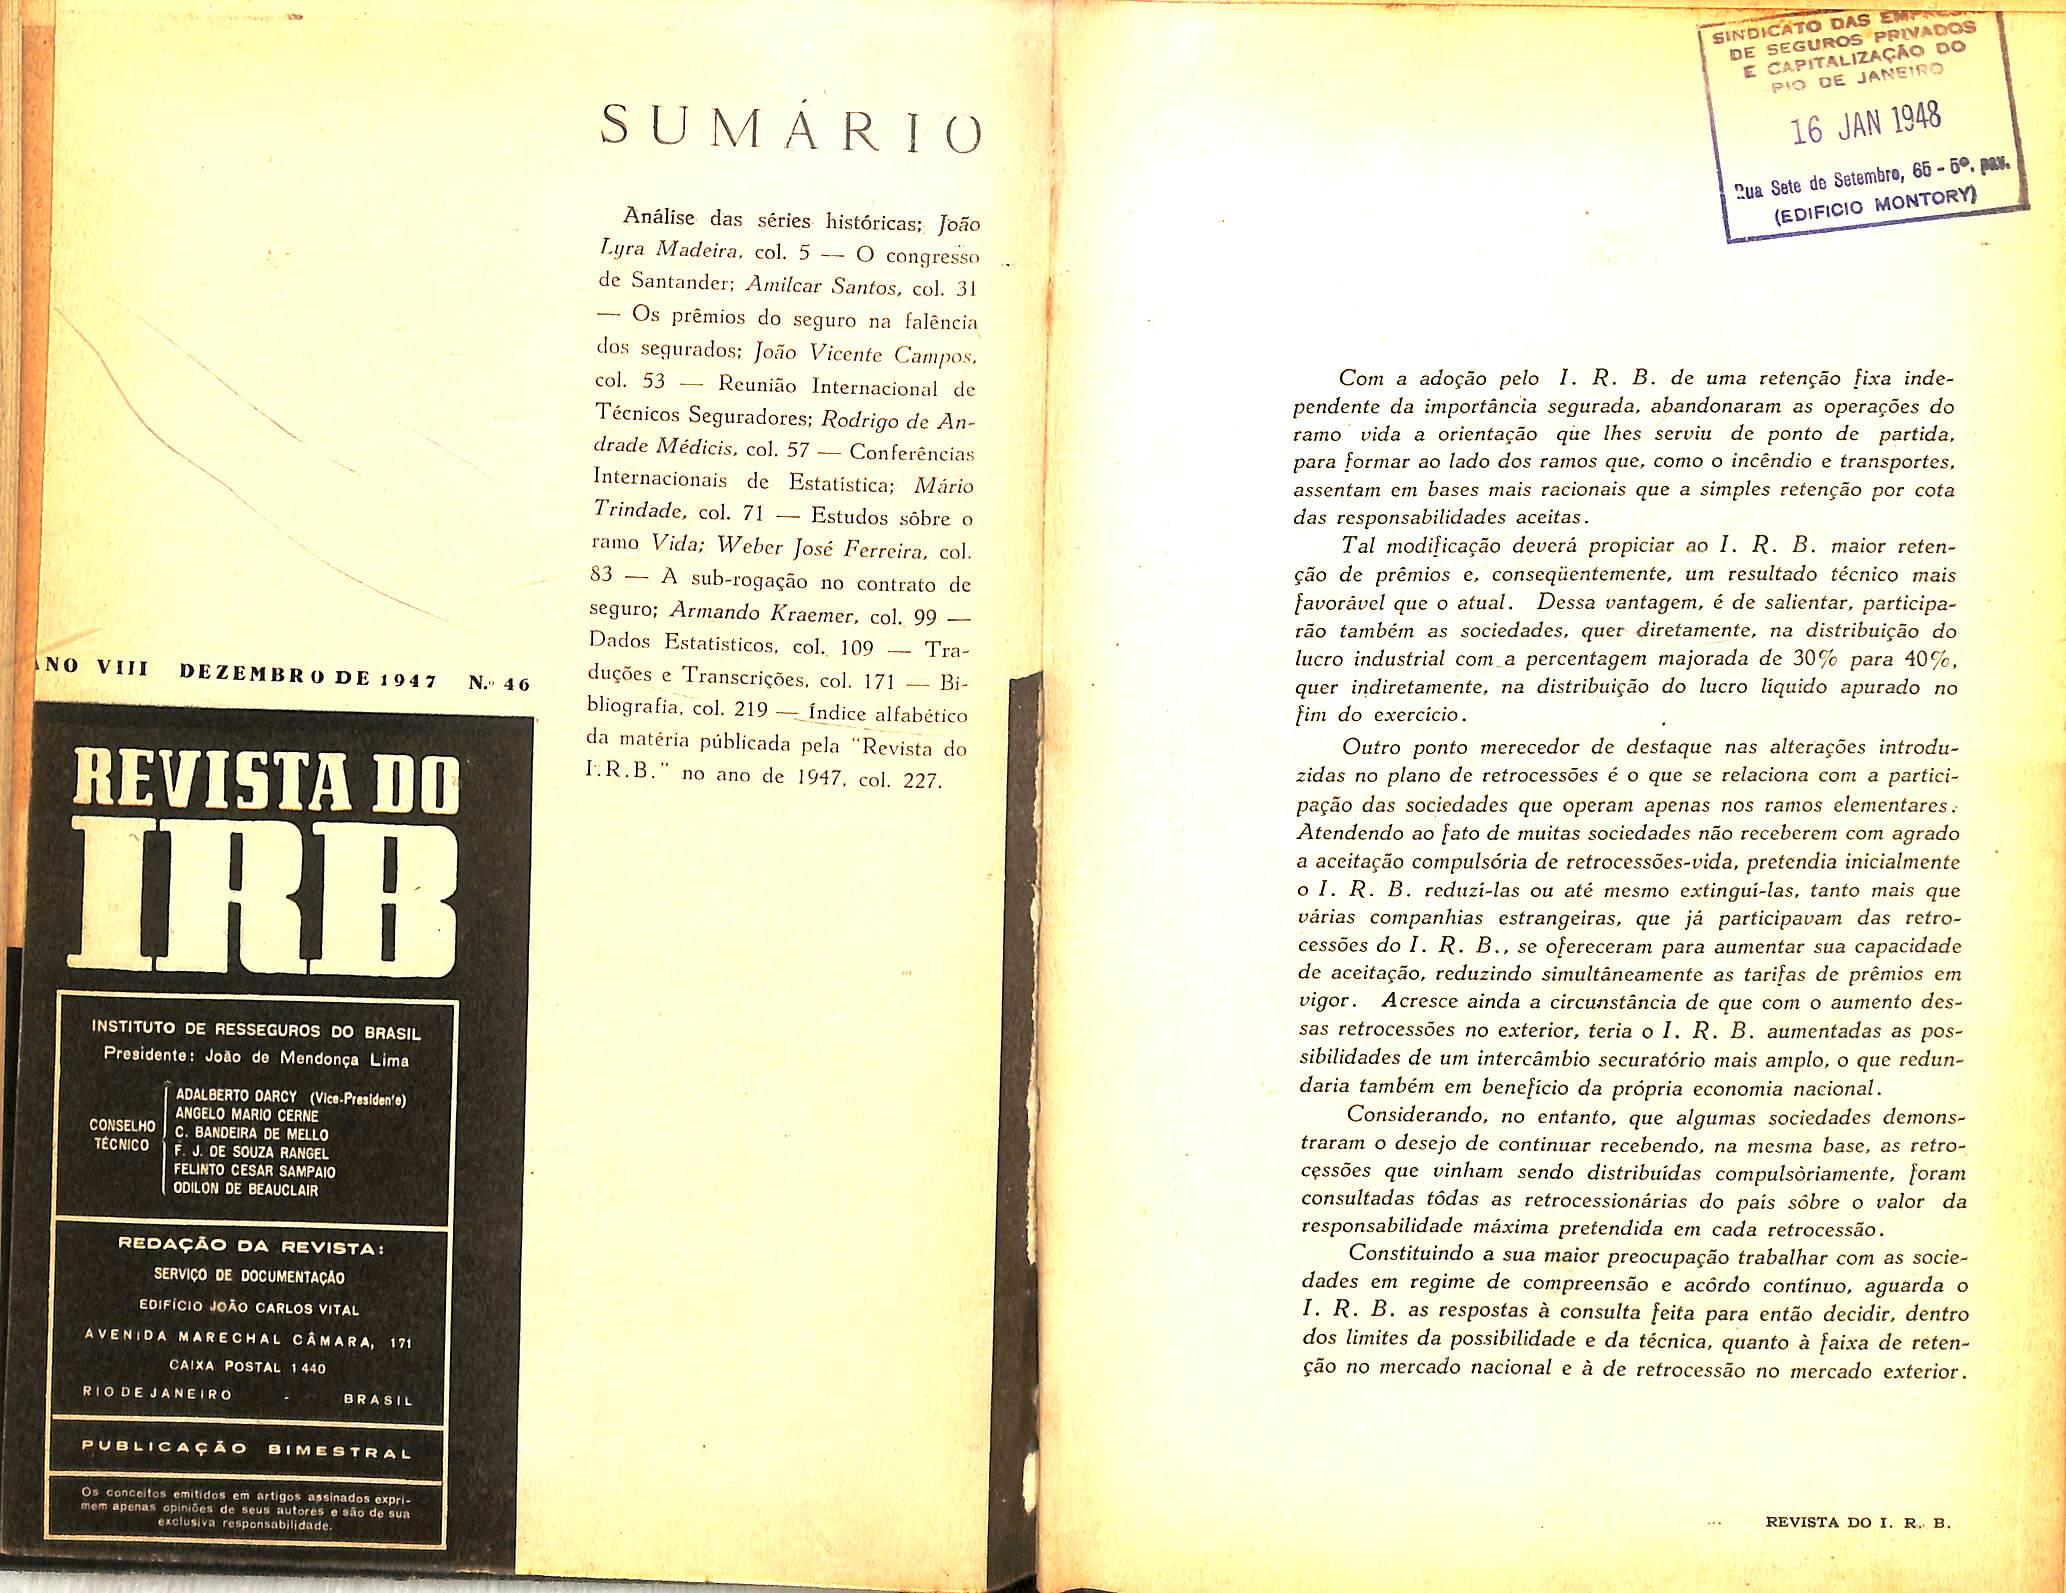 SUMÁRIO
Análise das séries históricas; João
Lyra Madeira, col. 5 — O congresso
de Santander; Amilcar Santos, col. 31
— Os prêmios do seguro na falência
dos segurados; João Vicente Campos,
col. 53 — Reunião Internacional de
Técnicos Seguradores; Rodrigo de An-
drade Médicis, col. 57 — Conferências
Internacionais de Estatística; Mário
Trindade, col. 71 — Estudos sôbre o
ramo Vida; Weber José Ferreira, col.
83 — A sub-rogação no contrato de
seguro; Armando Kraemer, col. 99 —
Dados Estatísticos, col. 109 — Tra-
duções e Transcrições, col. 171 — Bi-
bliografia, col. 219 — Índice alfabético
da matéria públicada pela "Revista do
I.R.B." no ano de 1947, col. 227.
ANO VIII DEZEMBRO DE 1947 N.º 46
REVISTA DO
IRB
INSTITUTO DE RESSEGUROS DO BRASIL
Presidente: João de Mendonça Lima
CONSELHO TÉCNICO
ADALBERTO DARCY (Vice-Presidente)
ANGELO MARIO CERNE
C. BANDEIRA DE MELLO
F. J. DE SOUZA RANGEL
FELINTO CESAR SAMPAIO
ODILON DE BEAUCLAIR
REDAÇÃO DA REVISTA:
SERVIÇO DE DOCUMENTAÇÃO
EDIFÍCIO JOÃO CARLOS VITAL
AVENIDA MARECHAL CÂMARA, 171
CAIXA POSTAL 1440
RIO DE JANEIRO - BRASIL
PUBLICAÇÃO BIMESTRAL
Os conceitos emitidos em artigos assinados expri-
mem apenas opiniões de seus autores e são de sua
exclusiva responsabilidade.
SINDICATO DAS
DE SEGUROS PRIVADOS
E CAPITALIZAÇÃO DO
RIO DE JANEIRO
16 JAN 1948
Rua Sete de Setembro, 65 - 5º. pav.
(EDIFICIO MONTORY)
Com a adoção pelo I. R. B. de uma retenção fixa inde-
pendente da importância segurada, abandonaram as operações do
ramo vida a orientação que lhes serviu de ponto de partida,
para formar ao lado dos ramos que, como o incêndio e transportes,
assentam em bases mais racionais que a simples retenção por cota
das responsabilidades aceitas.
Tal modificação deverá propiciar ao I. R. B. maior reten-
ção de prêmios e, conseqüentemente, um resultado técnico mais
favorável que o atual. Dessa vantagem, é de salientar, participa-
rão também as sociedades, quer diretamente, na distribuição do
lucro industrial com a percentagem majorada de 30% para 40%,
quer indiretamente, na distribuição do lucro líquido apurado no
fim do exercício.
Outro ponto merecedor de destaque nas alterações introdu-
zidas no plano de retrocessões é o que se relaciona com a partici-
pação das sociedades que operam apenas nos ramos elementares.
Atendendo ao fato de muitas sociedades não receberem com agrado
a aceitação compulsória de retrocessões-vida, pretendia inicialmente
o I. R. B. reduzí-las ou até mesmo extinguí-las, tanto mais que
várias companhias estrangeiras, que já participavam das retro-
cessões do I. R. B., se ofereceram para aumentar sua capacidade
de aceitação, reduzindo simultâneamente as tarifas de prêmios em
vigor. Acresce ainda a circunstância de que com o aumento des-
sas retrocessões no exterior, teria o I. R. B. aumentadas as pos-
sibilidades de um intercâmbio securatório mais amplo, o que redun-
daria também em benefício da própria economia nacional.
Considerando, no entanto, que algumas sociedades demons-
traram o desejo de continuar recebendo, na mesma base, as retro-
cessões que vinham sendo distribuídas compulsòriamente, foram
consultadas tôdas as retrocessionárias do país sôbre o valor da
responsabilidade máxima pretendida em cada retrocessão.
Constituindo a sua maior preocupação trabalhar com as socie-
dades em regime de compreensão e acôrdo contínuo, aguarda o
I. R. B. as respostas à consulta feita para então decidir, dentro
dos limites da possibilidade e da técnica, quanto à faixa de reten-
ção no mercado nacional e à de retrocessão no mercado exterior.
REVISTA DO I. R. B.